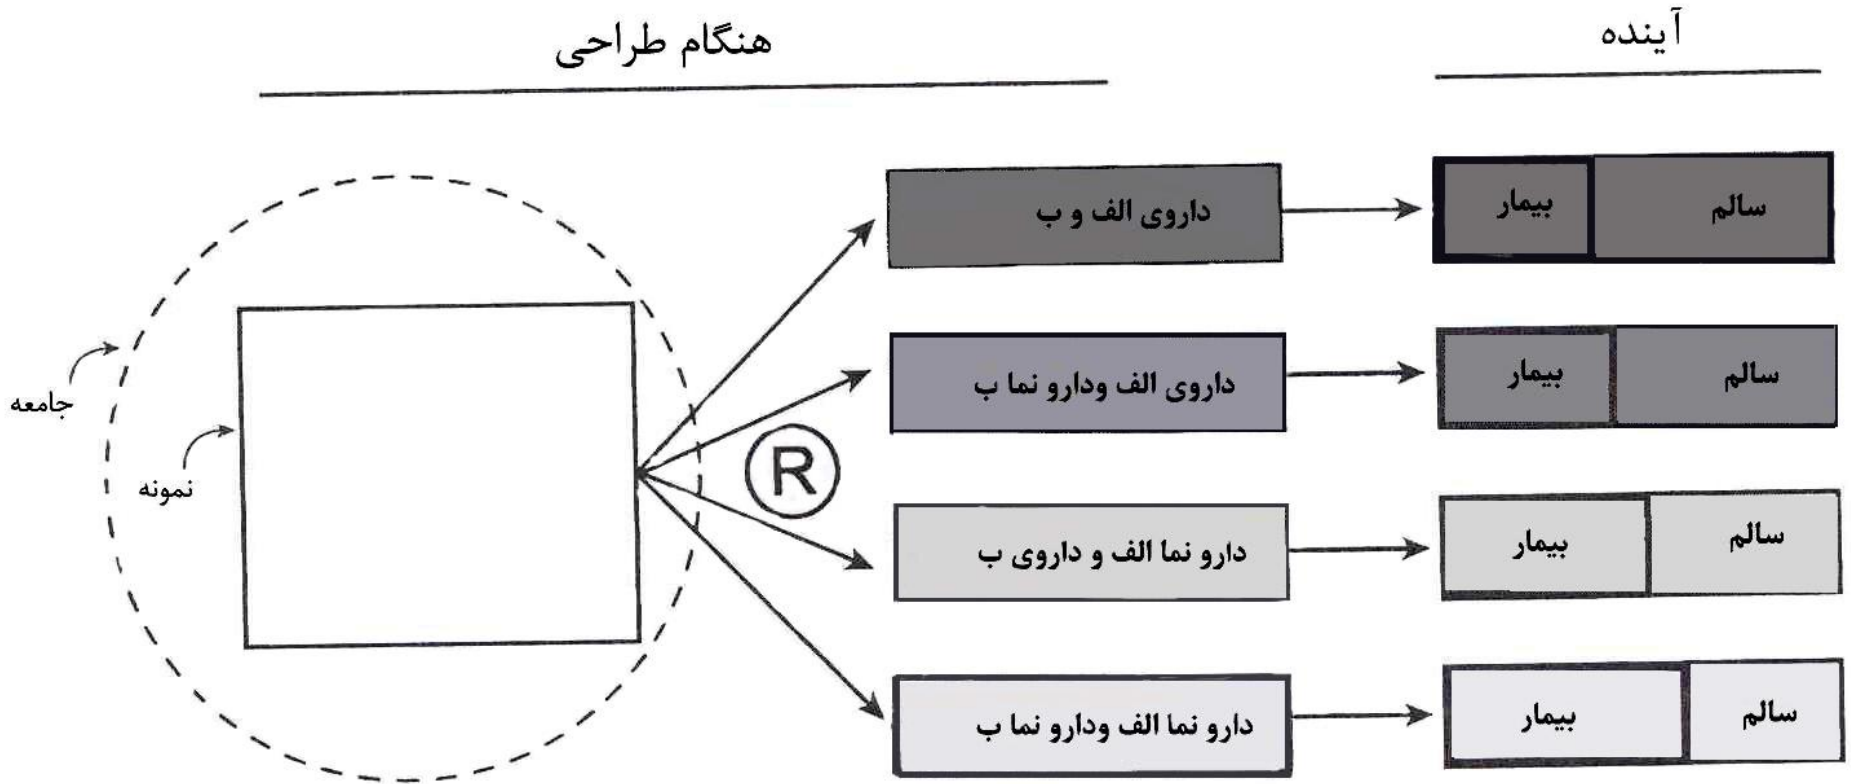 آینده
هنگام طراحی
داروی الف و ب
بیمار
سالم
داروی الف ودارو نما ب
بیمار
سالم
جامعه
نمونه
R
دارو نما الف و داروی ب
بیمار
سالم
دارو نما الف ودارو نما ب
بیمار
سالم